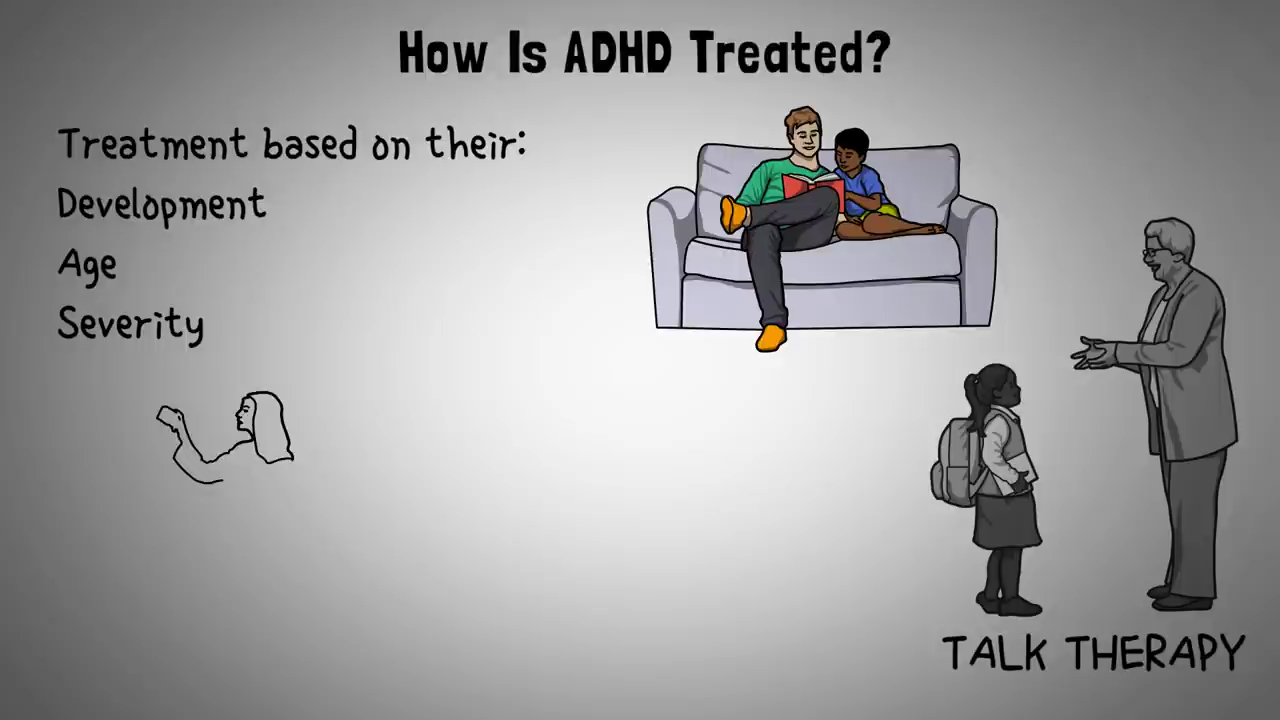 How Is ADHD Treated?
Treatment based on their:
Development
Age
Severity
TALK THERAPY